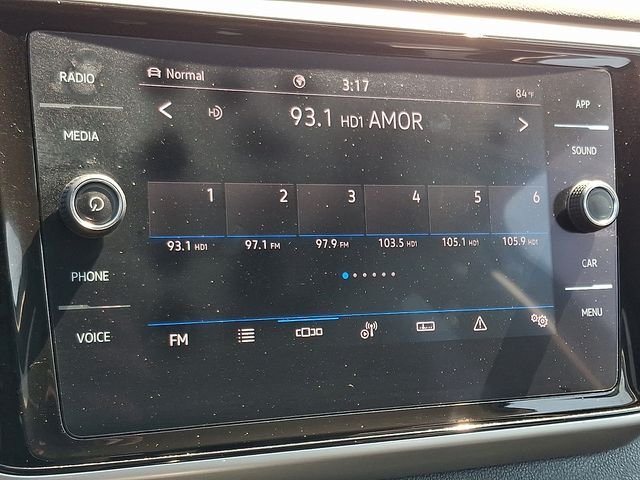 RADIO
Normal
3:17
84°F
APP
MEDIA
HD
93.1 HD1 AMOR
SOUND
1 2 3 4 5 6
93.1 HD1 97.1 FM 97.9 FM 103.5 HD1 105.1 HD1 105.9 HD1
PHONE
CAR
VOICE
FM
MENU